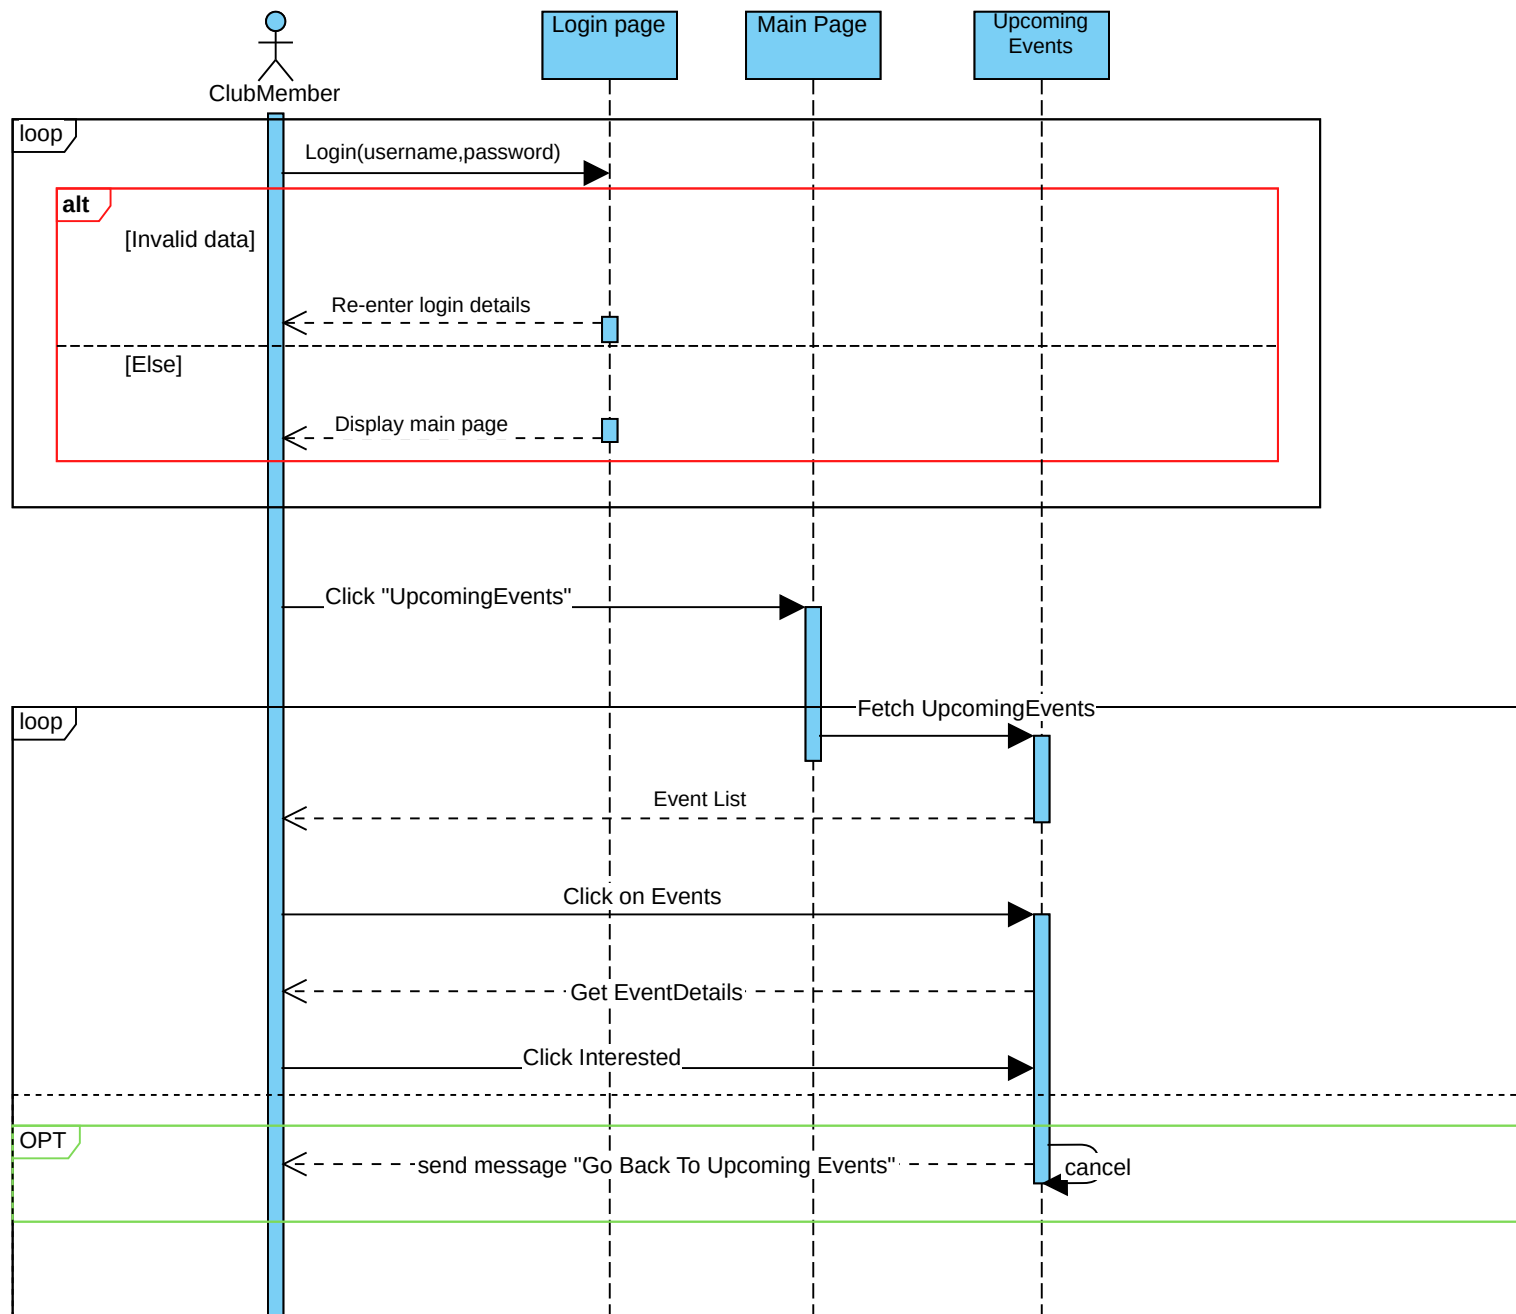 Login page
Main Page
Upcoming
Events
ClubMember
loop
Login(username,password)
alt
[Invalid data]
Re-enter login details
[Else]
Display main page
Click "UpcomingEvents"
loop
Fetch UpcomingEvents
Event List
Click on Events
Get EventDetails
Click Interested
OPT
send message "Go Back To Upcoming Events"
cancel